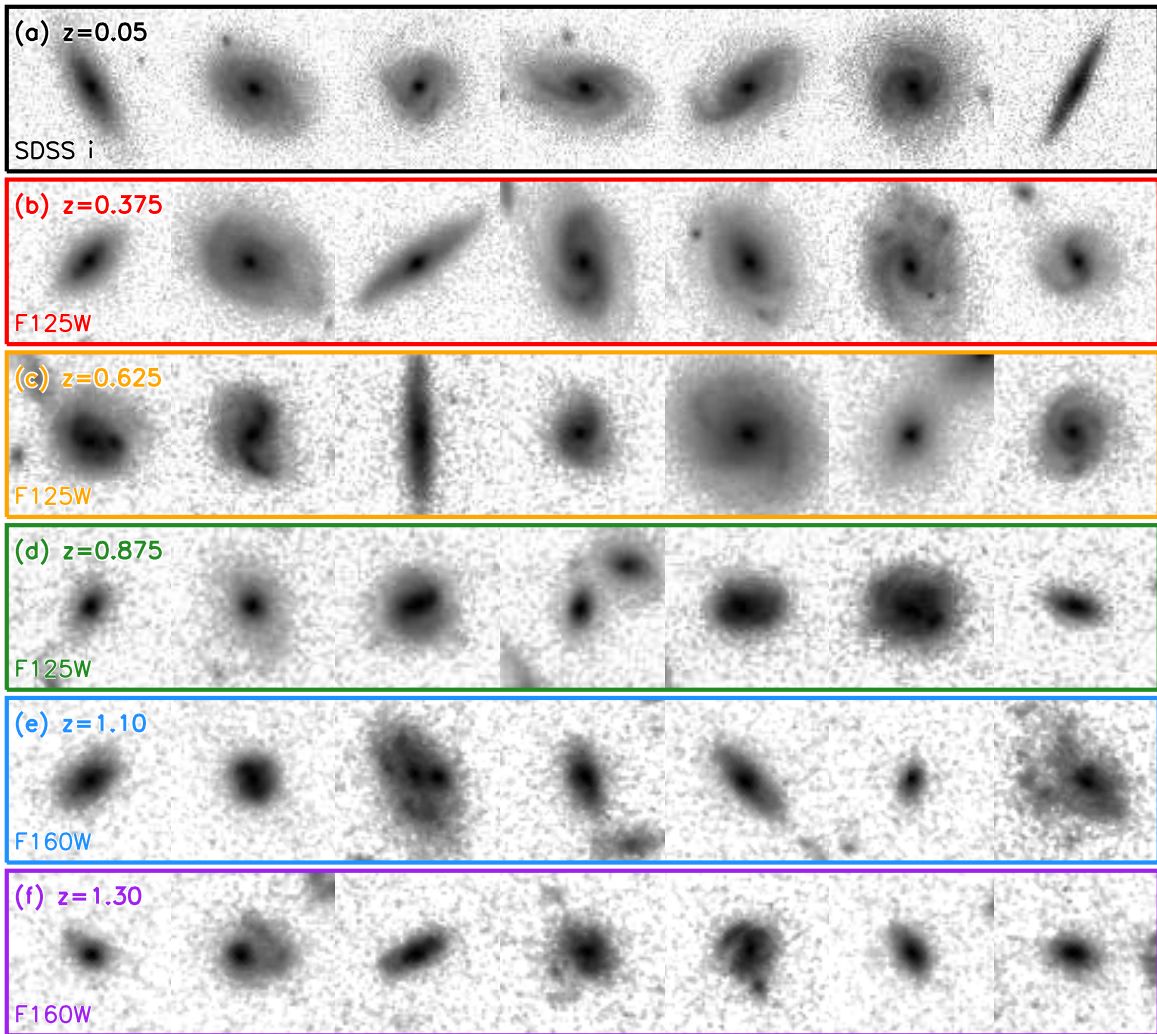 (a) z=0.05
SDSS i
(b) z=0.375
F125W
(c) z=0.625
F125W
(d) z=0.875
F125W
(e) z=1.10
F160W
(f) z=1.30
F160W